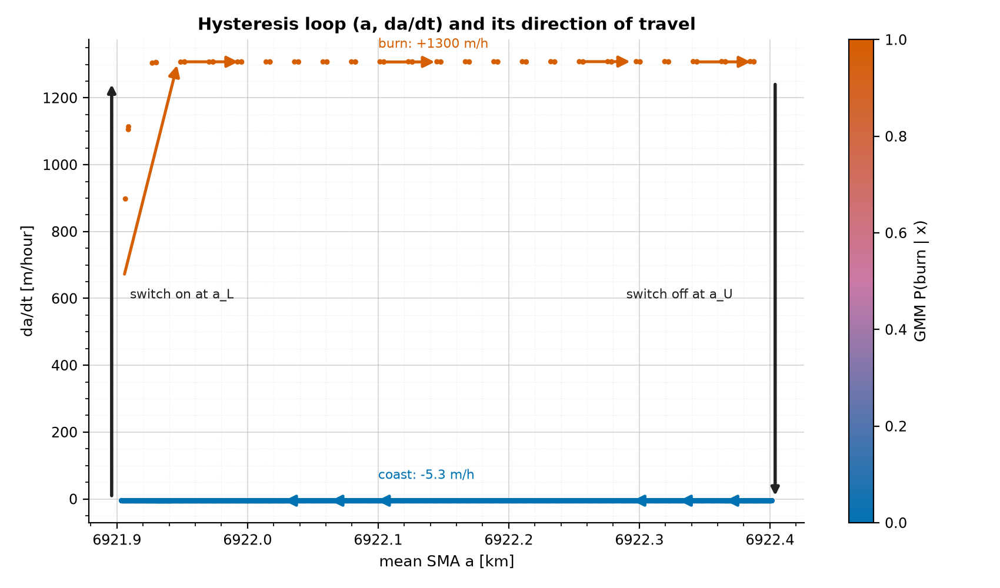 Hysteresis loop (a, da/dt) and its direction of travel
burn: +1300 m/h
switch on at a_L
switch off at a_U
coast: -5.3 m/h
da/dt [m/hour]
1200
1000
800
600
400
200
0
6921.9
6922.0
6922.1
6922.2
6922.3
6922.4
mean SMA a [km]
1.0
0.8
0.6
0.4
0.2
0.0
GMM P(burn | x)